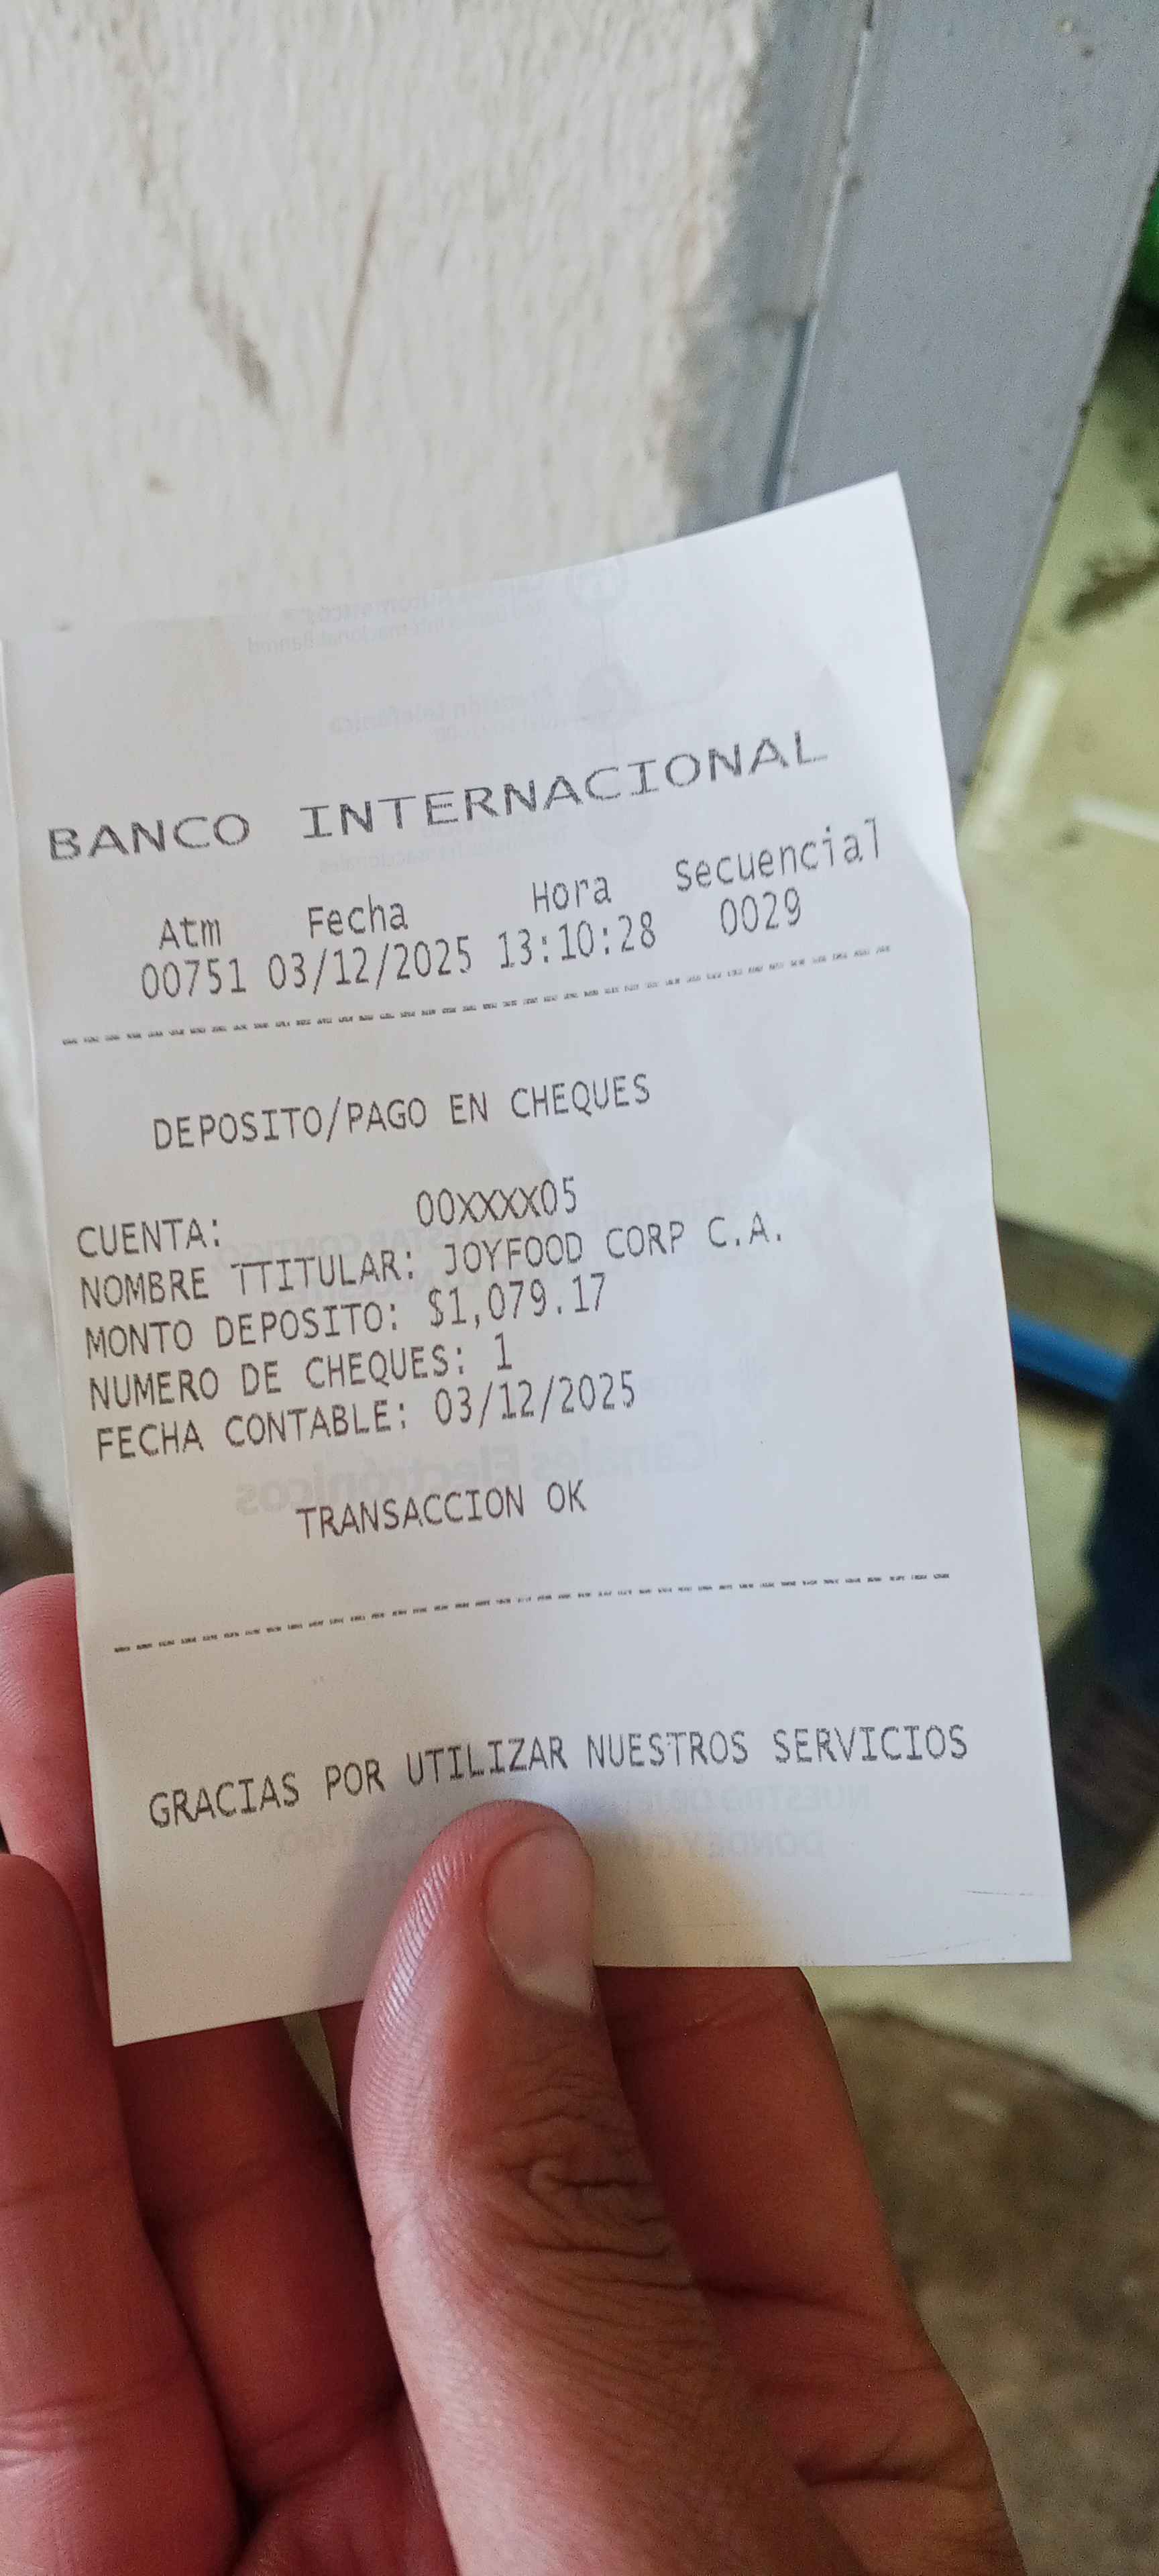 BANCO INTERNACIONAL
Atm Fecha Hora Secuencial
00751 03/12/2025 13:10:28 0029
DEPOSITO/PAGO EN CHEQUES
CUENTA: 00XXXX05
NOMBRE TTITULAR: JOYFOOD CORP C.A.
MONTO DEPOSITO: $1,079.17
NUMERO DE CHEQUES: 1
FECHA CONTABLE: 03/12/2025
TRANSACCION OK
GRACIAS POR UTILIZAR NUESTROS SERVICIOS